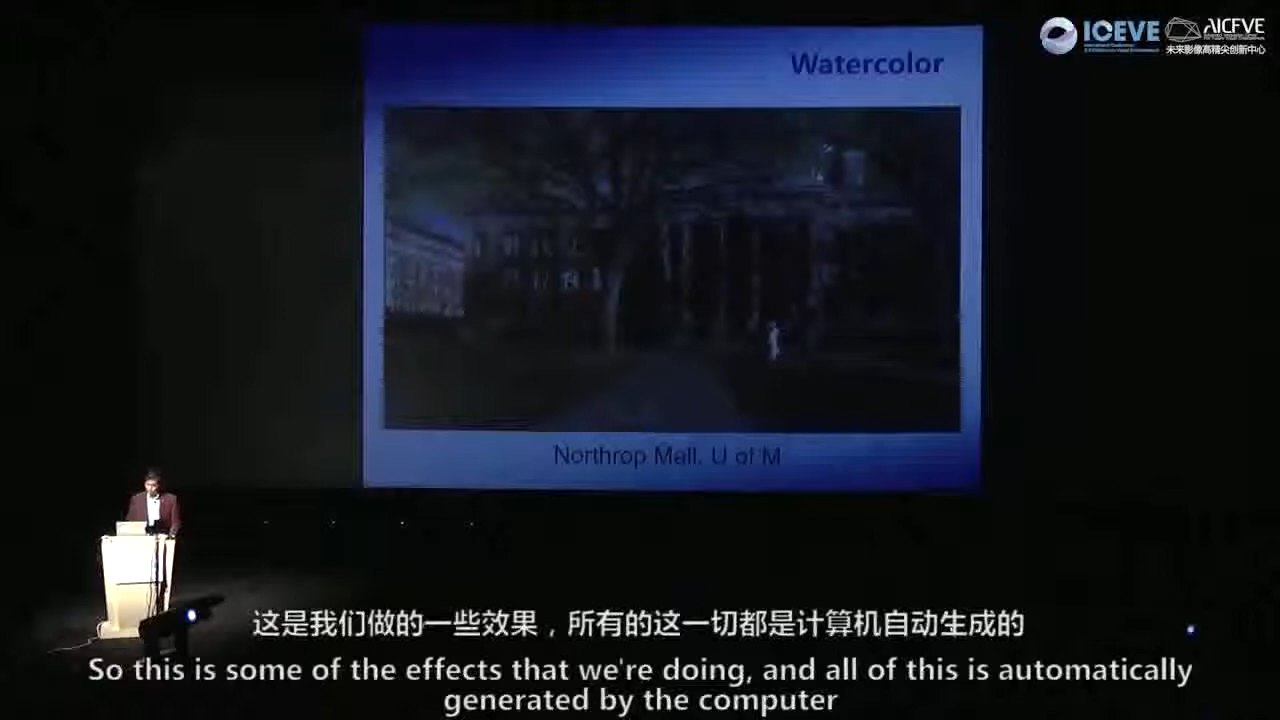 ICEVE
AICFVE
未来影像高精尖创新中心
Watercolor
Northrop Mall, U of M
这是我们做的一些效果，所有的这一切都是计算机自动生成的
So this is some of the effects that we're doing, and all of this is automatically
generated by the computer